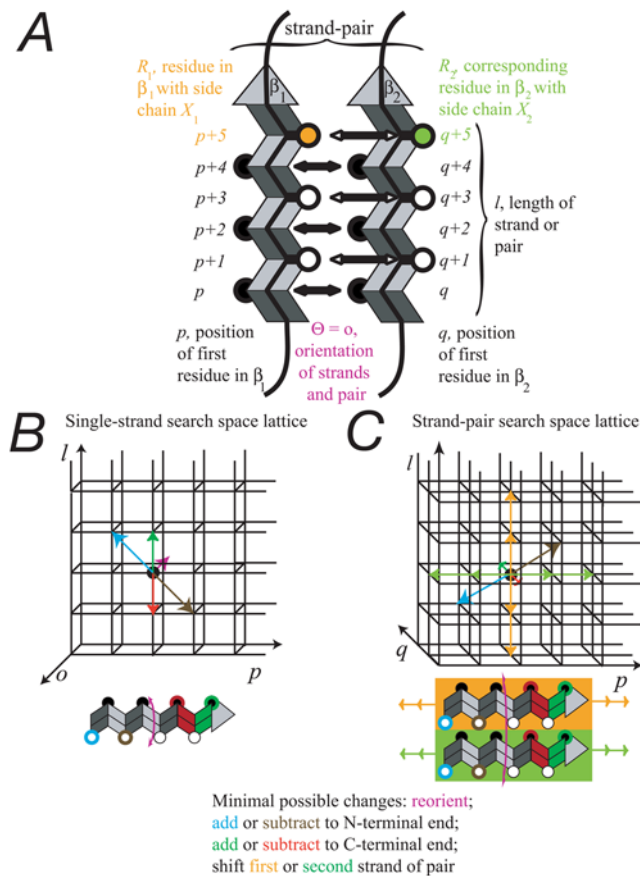 A
strand-pair
R1, residue in
β1 with side
chain X1
β1
β2
R2, corresponding
residue in β2 with
side chain X2
p+5
q+5
p+4
q+4
p+3
q+3
p+2
q+2
p+1
q+1
p
q
l, length of
strand or
pair
p, position
of first
residue in β1
Θ = o,
orientation
of strands
and pair
q, position
of first
residue in β2
B
Single-strand search space lattice
l
p
o
C
Strand-pair search space lattice
l
q
p
Minimal possible changes: reorient;
add or subtract to N-terminal end;
add or subtract to C-terminal end;
shift first or second strand of pair